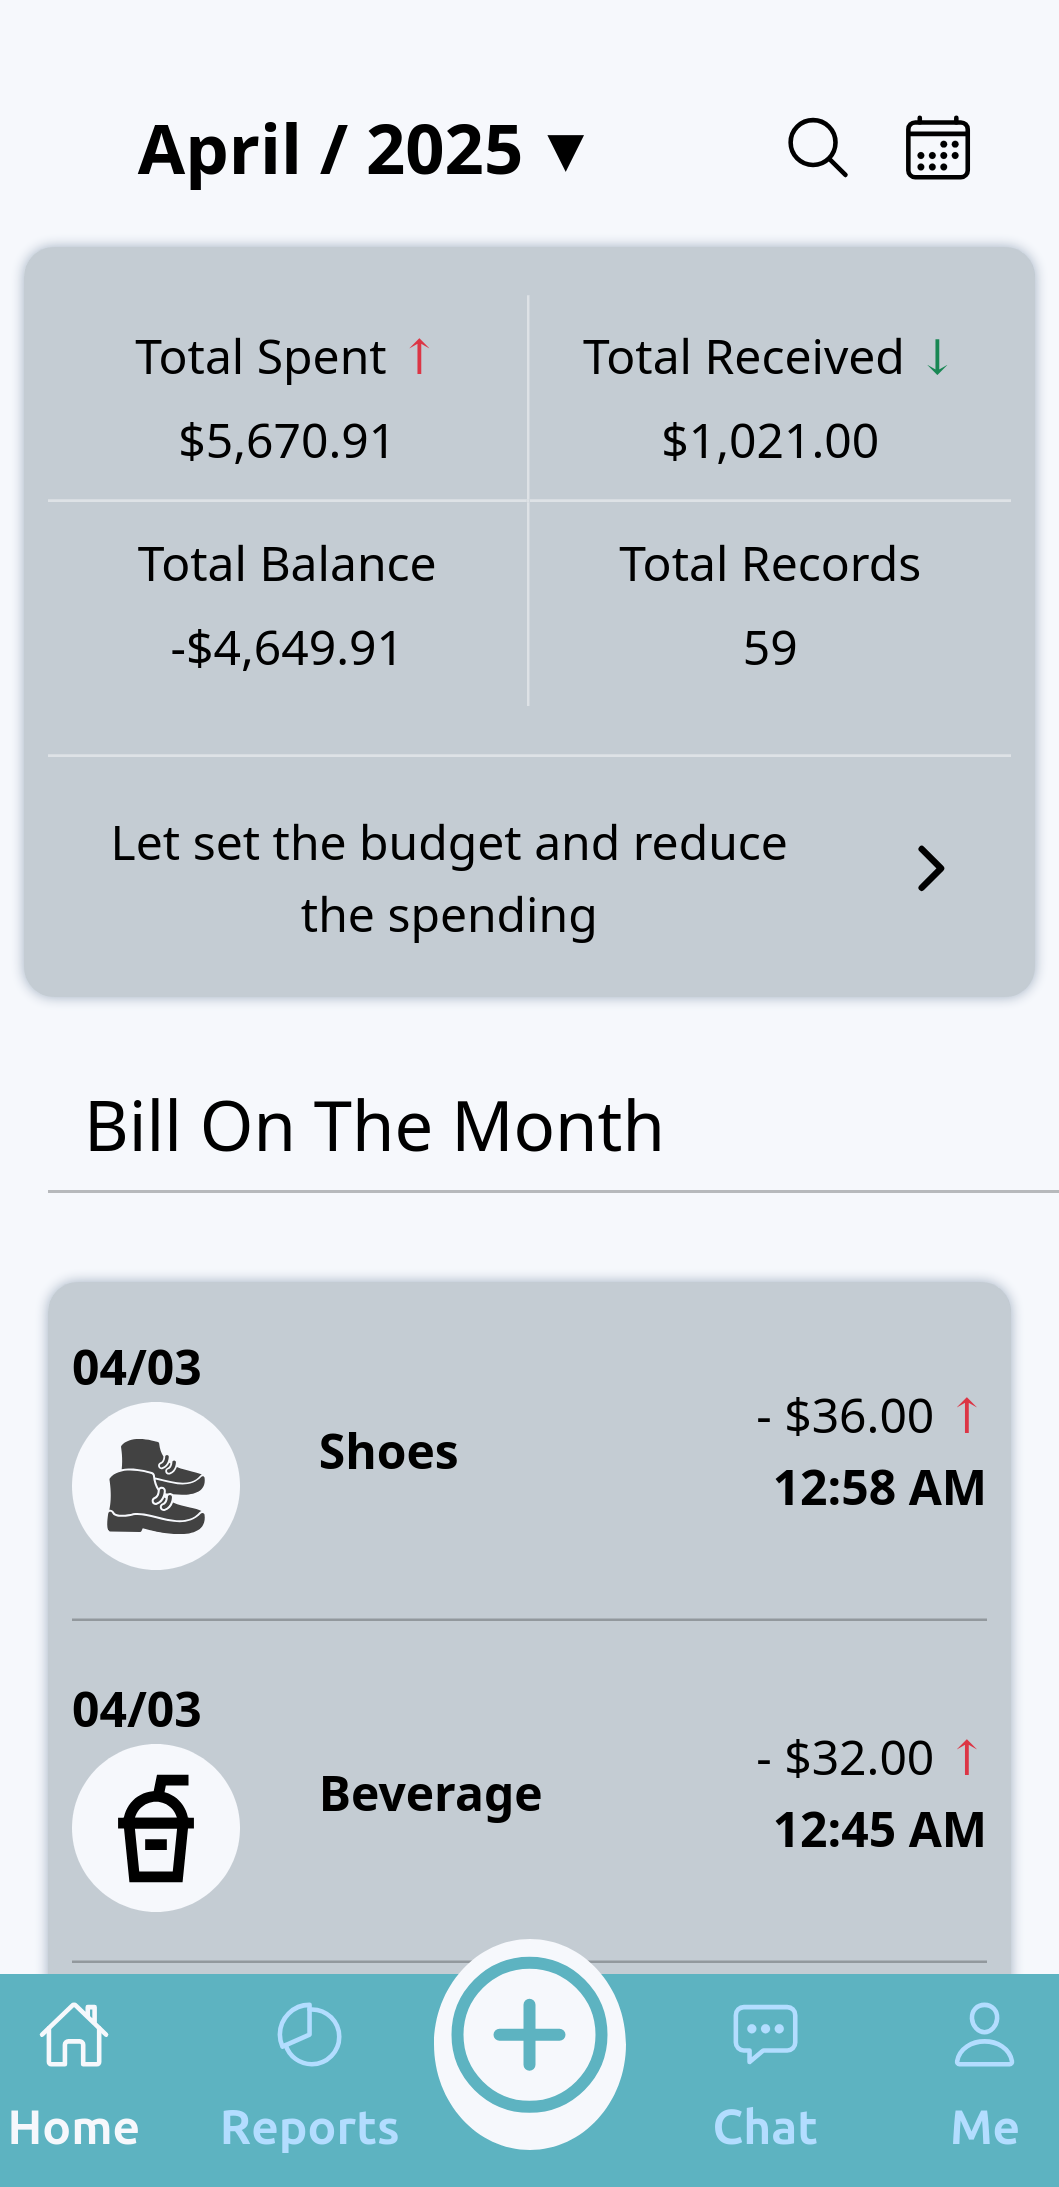 April / 2025 ▼
Total Spent ↑
Total Received ↓
$5,670.91
$1,021.00
Total Balance
Total Records
-$4,649.91
59
Let set the budget and reduce
the spending
Bill On The Month
04/03
Shoes
- $36.00 ↑
12:58 AM
04/03
Beverage
- $32.00 ↑
12:45 AM
Home
Reports
Chat
Me